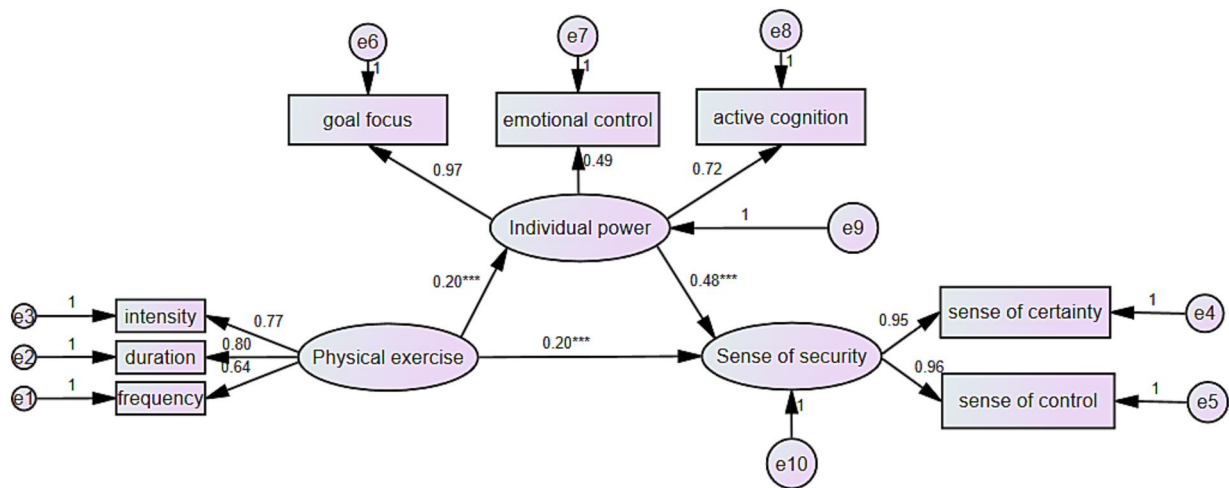 e6
e7
e8
1
1
1
goal focus
emotional control
active cognition
0.97
0.49
0.72
Individual power
1
e9
0.20***
0.48***
e3
1
intensity
0.77
e2
1
duration
0.80
e1
1
frequency
0.64
Physical exercise
0.20***
Sense of security
0.95
sense of certainty
1
e4
0.96
sense of control
1
e5
1
e10